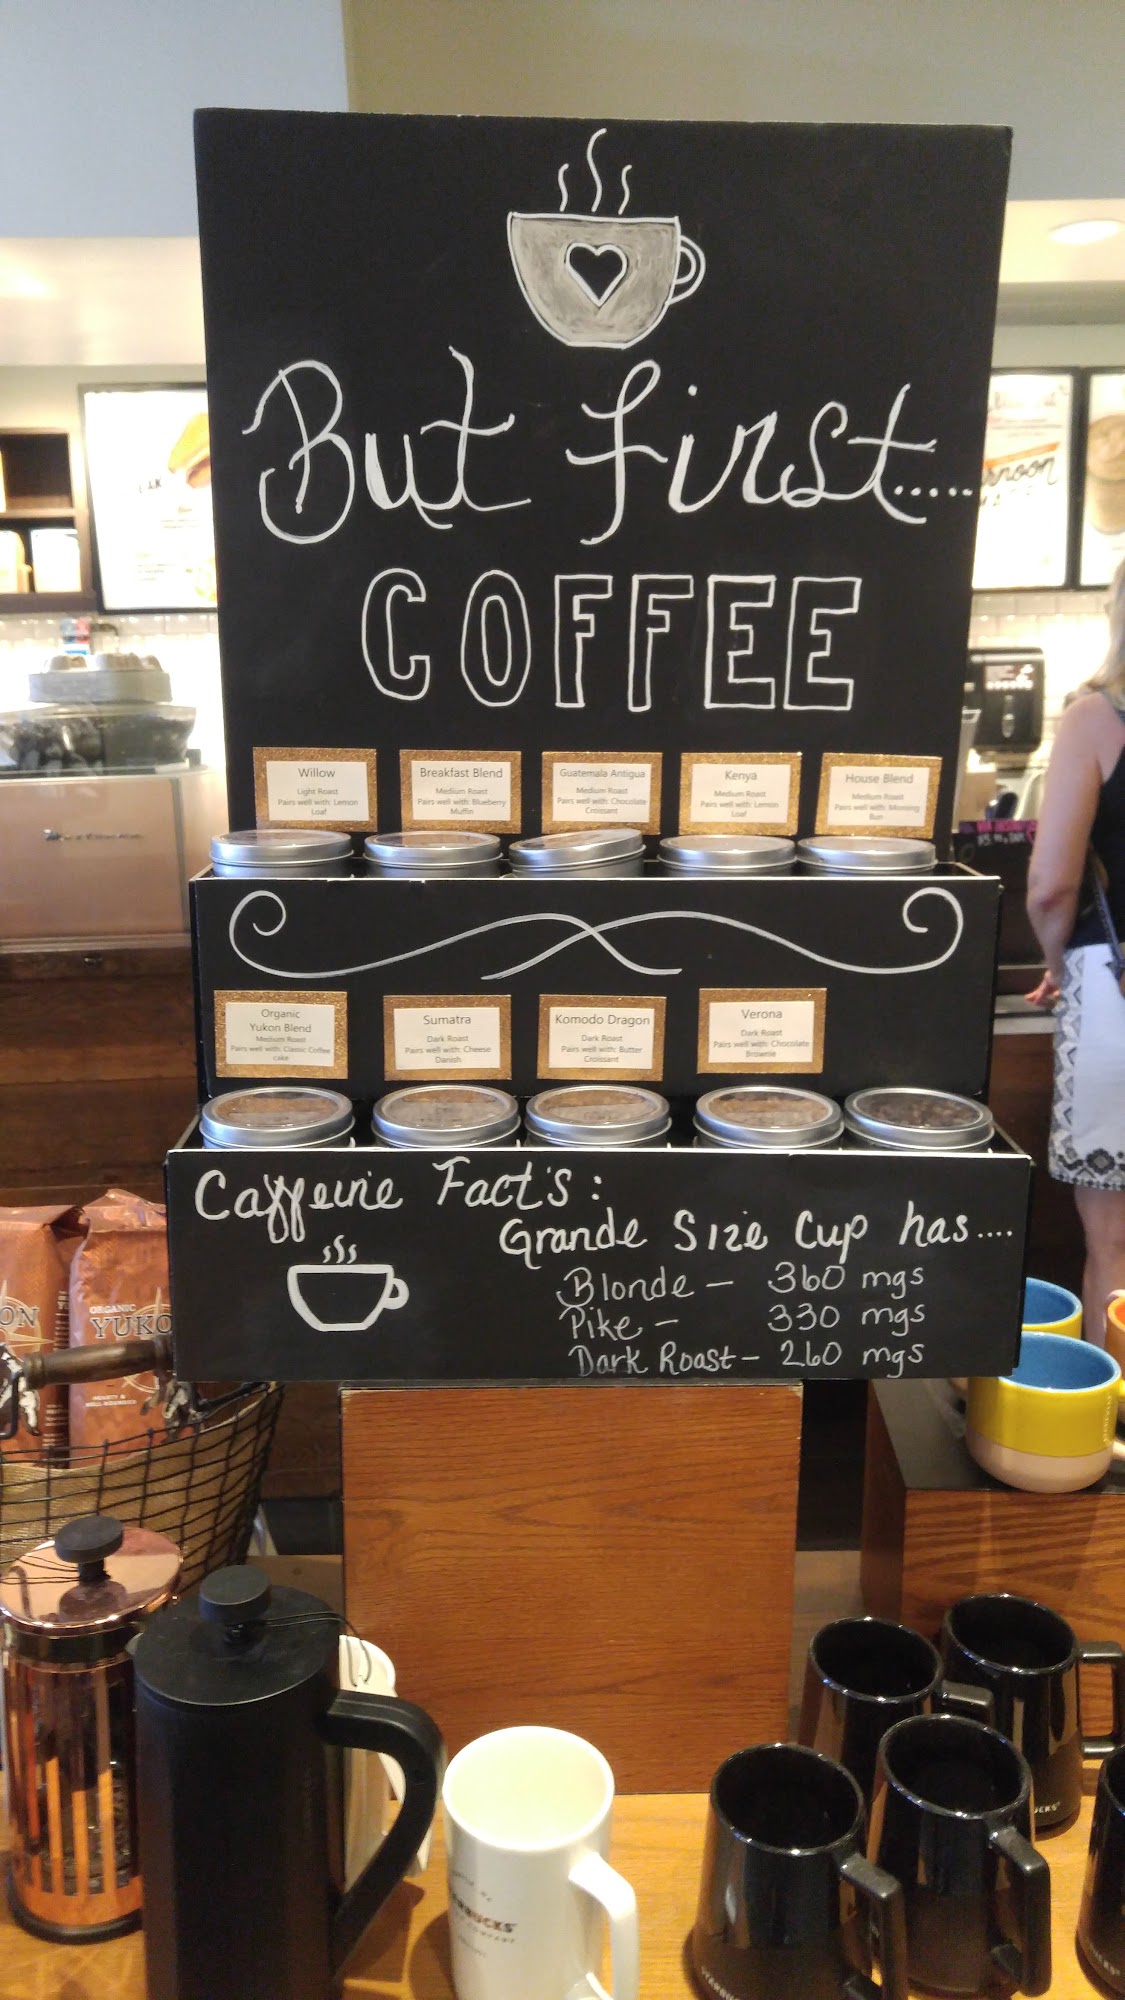 But first.....
COFFEE
Willow
Light Roast
Pairs well with: Lemon
Loaf
Breakfast Blend
Medium Roast
Pairs well with: Blueberry
Muffin
Guatemala Antigua
Medium Roast
Pairs well with: Chocolate
Croissant
Kenya
Medium Roast
Pairs well with: Lemon
Loaf
House Blend
Medium Roast
Pairs well with: Morning
Bun
Organic
Yukon Blend
Medium Roast
Pairs well with: Classic Coffee
cake
Sumatra
Dark Roast
Pairs well with: Cheese
Danish
Komodo Dragon
Dark Roast
Pairs well with: Butter
Croissant
Verona
Dark Roast
Pairs well with: Chocolate
Brownie
Caffeine Fact's:
Grande Size Cup has....
Blonde - 360 mgs
Pike - 330 mgs
Dark Roast - 260 mgs
ORGANIC
YUKO